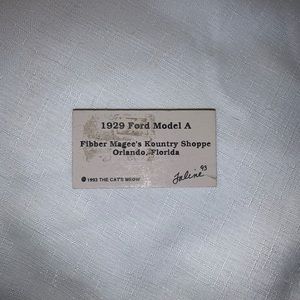 1929 Ford Model A
Fibber Magee's Kountry Shoppe
Orlando, Florida
© 1993 THE CAT'S MEOW
Faline '93